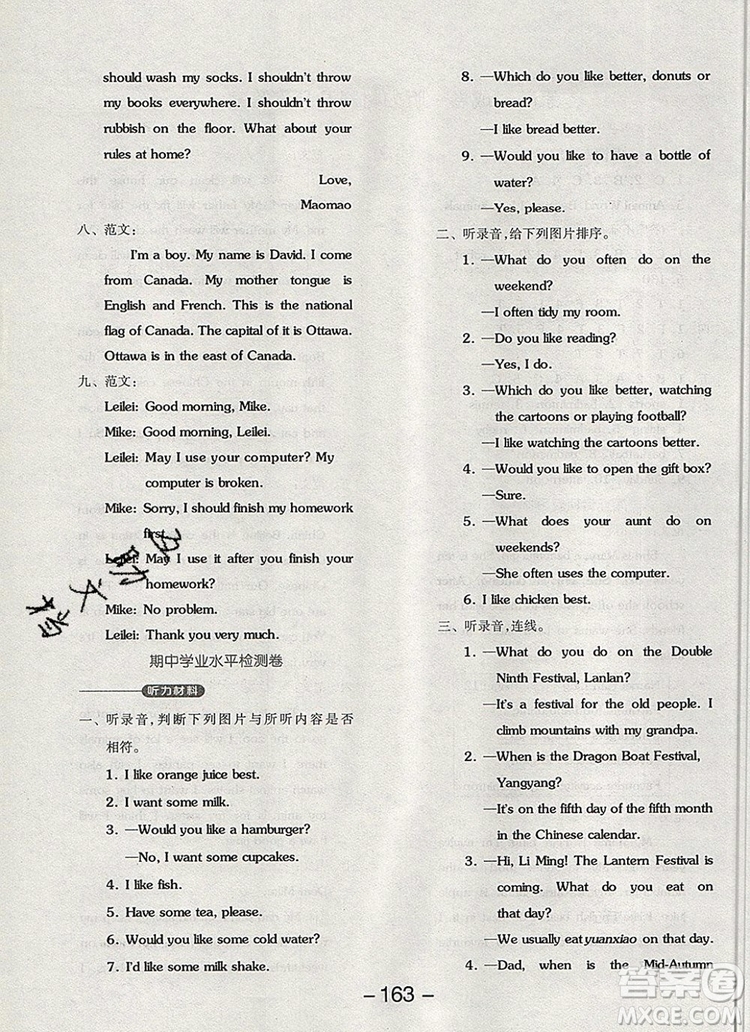 should wash my socks. I shouldn't throw
my books everywhere. I shouldn't throw
rubbish on the floor. What about your
rules at home?
Love,
Maomao
八、范文:
I'm a boy. My name is David. I come
from Canada. My mother tongue is
English and French. This is the national
flag of Canada. The capital of it is Ottawa.
Ottawa is in the east of Canada.
九、范文:
Leilei: Good morning, Mike.
Mike: Good morning, Leilei.
Leilei: May I use your computer? My
computer is broken.
Mike: Sorry, I should finish my homework
first.
Leilei: May I use it after you finish your
homework?
Mike: No problem.
Leilei: Thank you very much.
期中学业水平检测卷
听力材料
一、听录音,判断下列图片与所听内容是否
相符。
1. I like orange juice best.
2. I want some milk.
3. —Would you like a hamburger?
—No, I want some cupcakes.
4. I like fish.
5. Have some tea, please.
6. Would you like some cold water?
7. I'd like some milk shake.
8. —Which do you like better, donuts or
bread?
—I like bread better.
9. —Would you like to have a bottle of
water?
—Yes, please.
二、听录音,给下列图片排序。
1. —What do you often do on the
weekend?
—I often tidy my room.
2. —Do you like reading?
—Yes, I do.
3. —Which do you like better, watching
the cartoons or playing football?
—I like watching the cartoons better.
4. —Would you like to open the gift box?
—Sure.
5. —What does your aunt do on
weekends?
—She often uses the computer.
6. I like chicken best.
三、听录音,连线。
1. —What do you do on the Double
Ninth Festival, Lanlan?
—It's a festival for the old people. I
climb mountains with my grandpa.
2. —When is the Dragon Boat Festival,
Yangyang?
—It's on the fifth day of the fifth month
in the Chinese calendar.
3. —Hi, Li Ming! The Lantern Festival is
coming. What do you eat on
that day?
—We usually eat yuanxiao on that day.
4. —Dad, when is the Mid-Autumn
- 163 -
答案圈
MXQE.COM